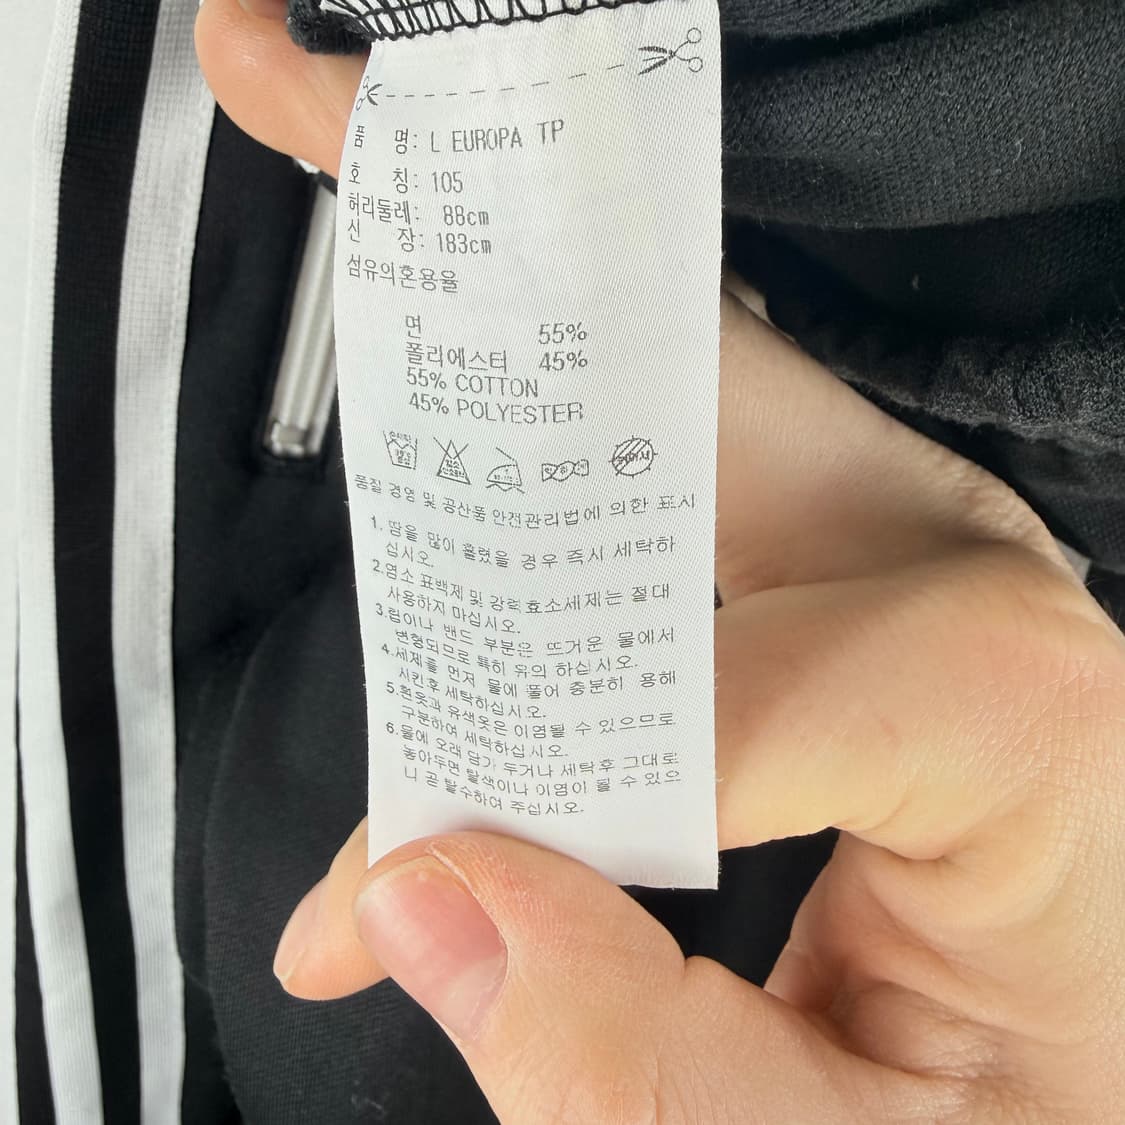 품 명: L EUROPA TP
호 칭: 105
허리둘레: 88cm
신 장: 183cm
섬유의혼용율
면 55%
폴리에스터 45%
55% COTTON
45% POLYESTER
품질 경영 및 공산품 안전관리법에 의한 표시
1. 땀을 많이 흘렸을 경우 즉시 세탁하
십시오.
2.염소 표백제 및 강력효소세제는 절대
사용하지 마십시오.
3.럽이나 밴드 부분은 뜨거운 물에서
변형되므로 특히 유의 하십시오.
4.세제를 먼저 물에 풀어 충분히 용해
시킨후 세탁하십시오.
5.흰옷과 유색옷은 이염될 수 있으므로
구분하여 세탁하십시오.
6.물에 오래 담가 두거나 세탁후 그대로
놓아두면 탈색이나 이염이 될 수 있으
니 곧 탈수하여 주십시오.